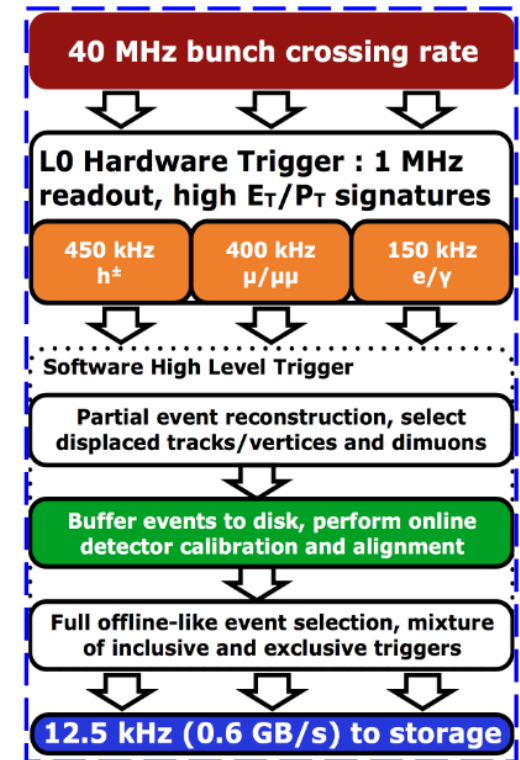 40 MHz bunch crossing rate
L0 Hardware Trigger : 1 MHz
readout, high Eᴛ/Pᴛ signatures
450 kHz
h±
400 kHz
μ/μμ
150 kHz
e/γ
Software High Level Trigger
Partial event reconstruction, select
displaced tracks/vertices and dimuons
Buffer events to disk, perform online
detector calibration and alignment
Full offline-like event selection, mixture
of inclusive and exclusive triggers
12.5 kHz (0.6 GB/s) to storage